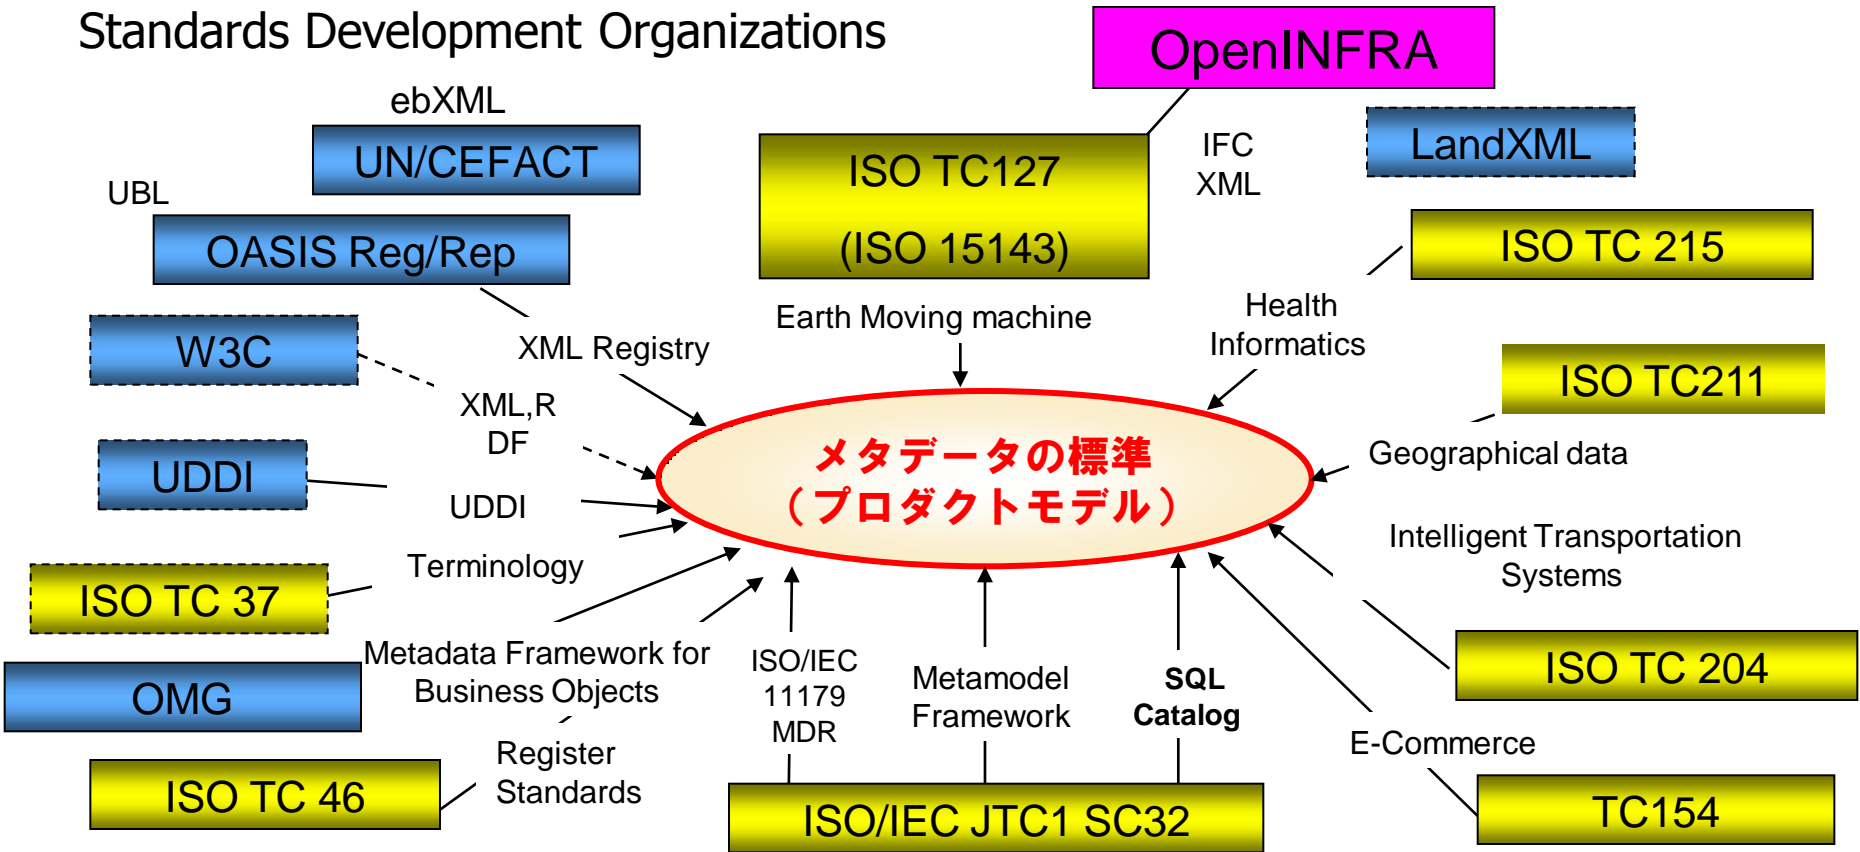 Standards Development Organizations
OpenINFRA
ebXML
UN/CEFACT
ISO TC127
(ISO 15143)
IFC
XML
LandXML
UBL
OASIS Reg/Rep
ISO TC 215
Earth Moving machine
Health
Informatics
W3C
XML Registry
ISO TC211
XML,R
DF
メタデータの標準
（プロダクトモデル）
Geographical data
UDDI
UDDI
Intelligent Transportation
Systems
Terminology
ISO TC 37
Metadata Framework for
Business Objects
ISO/IEC
11179
MDR
Metamodel
Framework
SQL
Catalog
ISO TC 204
OMG
Register
Standards
E-Commerce
ISO TC 46
ISO/IEC JTC1 SC32
TC154